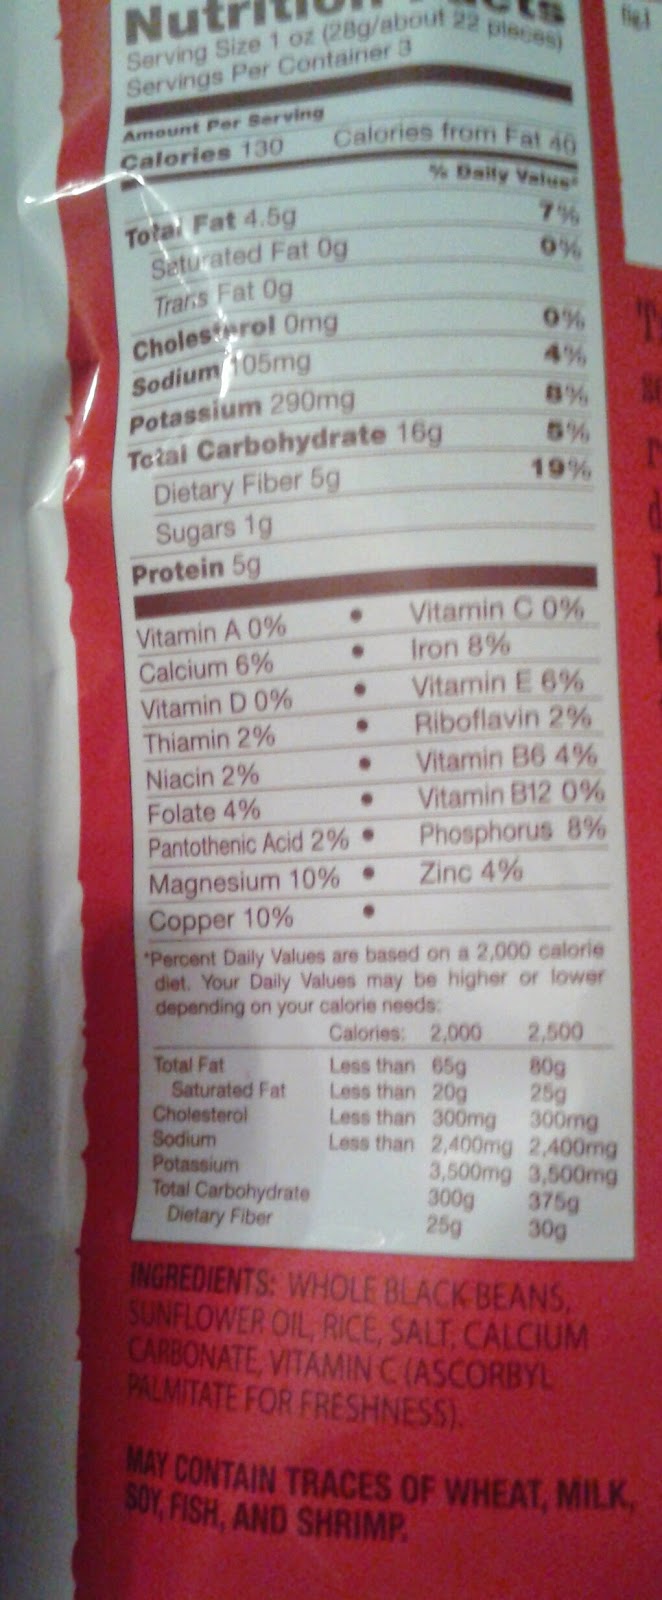 Nutrition Facts
Serving Size 1 oz (28g/about 22 pieces)
Servings Per Container 3
Amount Per Serving
Calories 130 Calories from Fat 40
% Daily Value*
Total Fat 4.5g 7%
Saturated Fat 0g 0%
Trans Fat 0g
Cholesterol 0mg 0%
Sodium 105mg 4%
Potassium 290mg 8%
Total Carbohydrate 16g 5%
Dietary Fiber 5g 19%
Sugars 1g
Protein 5g
Vitamin A 0% • Vitamin C 0%
Calcium 6% • Iron 8%
Vitamin D 0% • Vitamin E 6%
Thiamin 2% • Riboflavin 2%
Niacin 2% • Vitamin B6 4%
Folate 4% • Vitamin B12 0%
Pantothenic Acid 2% • Phosphorus 8%
Magnesium 10% • Zinc 4%
Copper 10% •
*Percent Daily Values are based on a 2,000 calorie
diet. Your Daily Values may be higher or lower
depending on your calorie needs:
Calories: 2,000 2,500
Total Fat Less than 65g 80g
Saturated Fat Less than 20g 25g
Cholesterol Less than 300mg 300mg
Sodium Less than 2,400mg 2,400mg
Potassium 3,500mg 3,500mg
Total Carbohydrate 300g 375g
Dietary Fiber 25g 30g
INGREDIENTS: WHOLE BLACK BEANS,
SUNFLOWER OIL, RICE, SALT, CALCIUM
CARBONATE, VITAMIN C (ASCORBYL
PALMITATE FOR FRESHNESS).
MAY CONTAIN TRACES OF WHEAT, MILK,
SOY, FISH, AND SHRIMP.
fig.1